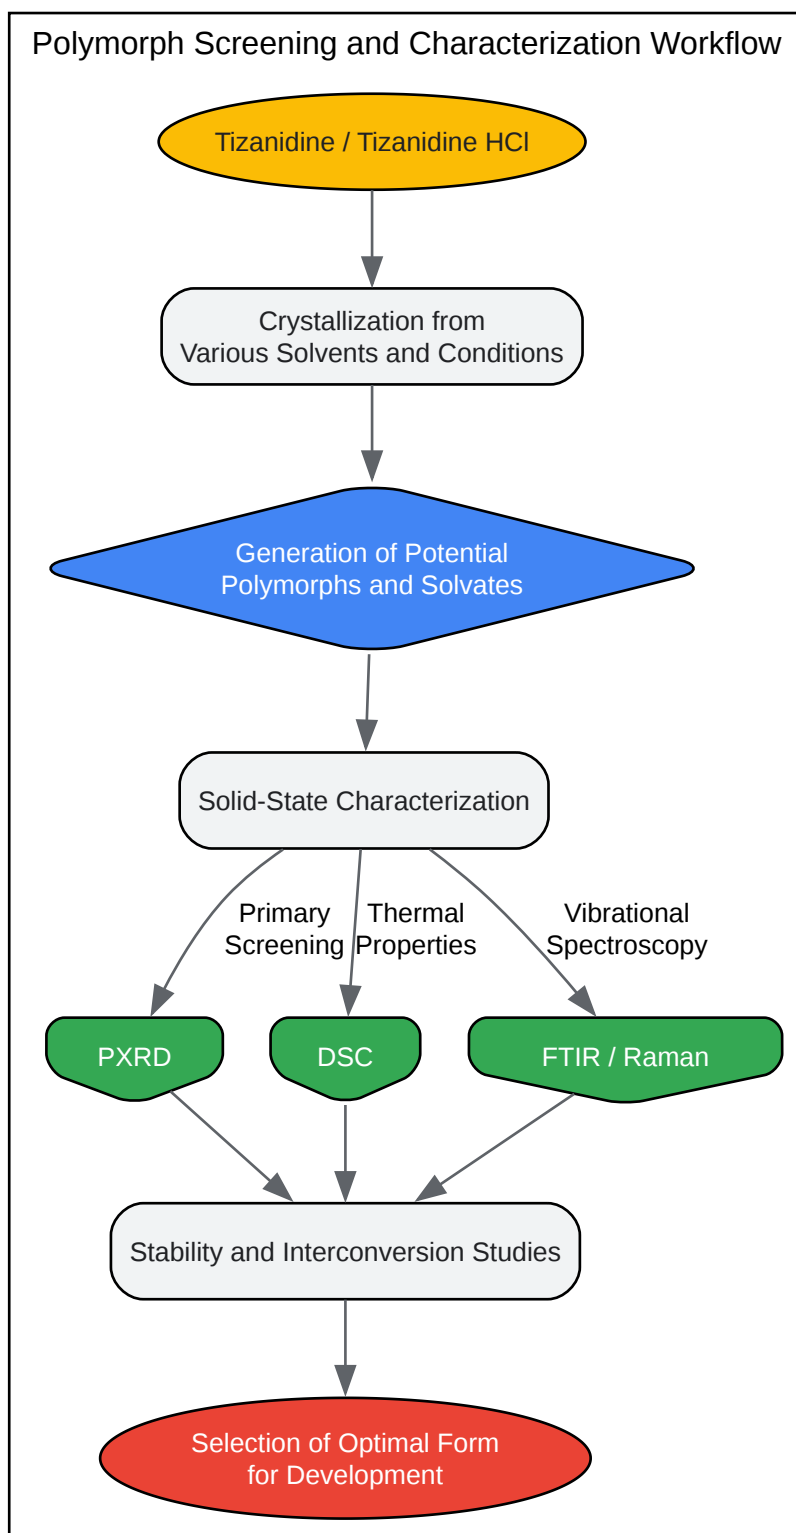 Polymorph Screening and Characterization Workflow
Tizanidine / Tizanidine HCl
Crystallization from
Various Solvents and Conditions
Generation of Potential
Polymorphs and Solvates
Solid-State Characterization
Primary
Screening
Thermal
Properties
Vibrational
Spectroscopy
PXRD
DSC
FTIR / Raman
Stability and Interconversion Studies
Selection of Optimal Form
for Development